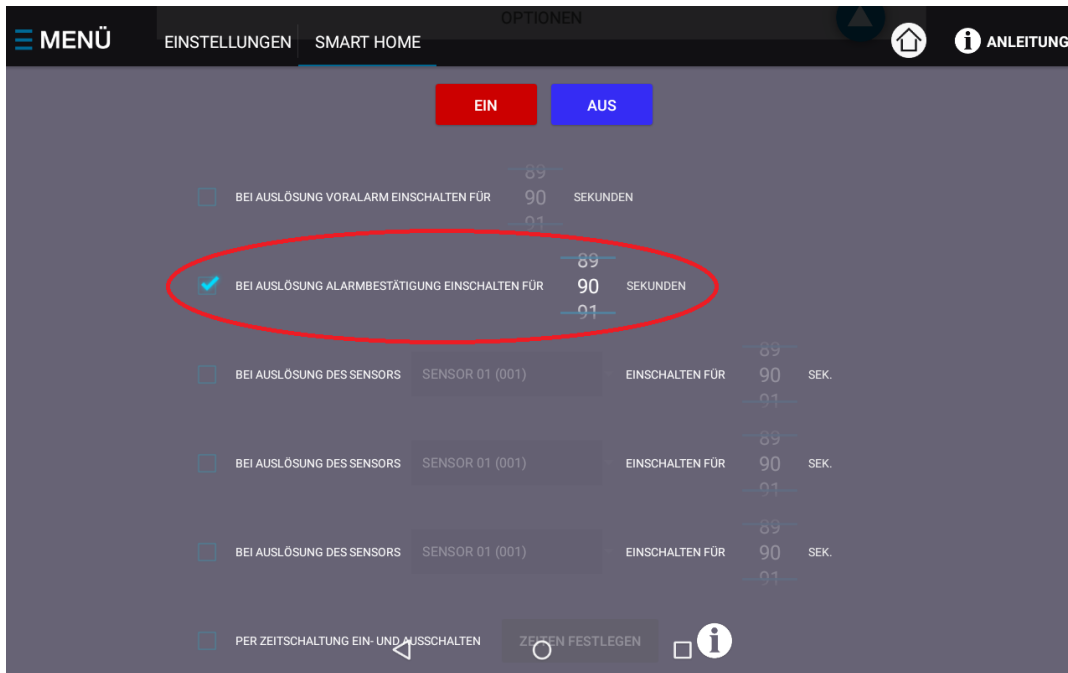 OPTIONEN
MENÜ EINSTELLUNGEN SMART HOME i ANLEITUNG
EIN AUS
89
BEI AUSLÖSUNG VORALARM EINSCHALTEN FÜR 90 SEKUNDEN
91
89
BEI AUSLÖSUNG ALARMBESTÄTIGUNG EINSCHALTEN FÜR 90 SEKUNDEN
91
89
BEI AUSLÖSUNG DES SENSORS SENSOR 01 (001) EINSCHALTEN FÜR 90 SEK.
91
89
BEI AUSLÖSUNG DES SENSORS SENSOR 01 (001) EINSCHALTEN FÜR 90 SEK.
91
89
BEI AUSLÖSUNG DES SENSORS SENSOR 01 (001) EINSCHALTEN FÜR 90 SEK.
91
PER ZEITSCHALTUNG EIN- UND AUSSCHALTEN ZEITEN FESTLEGEN i